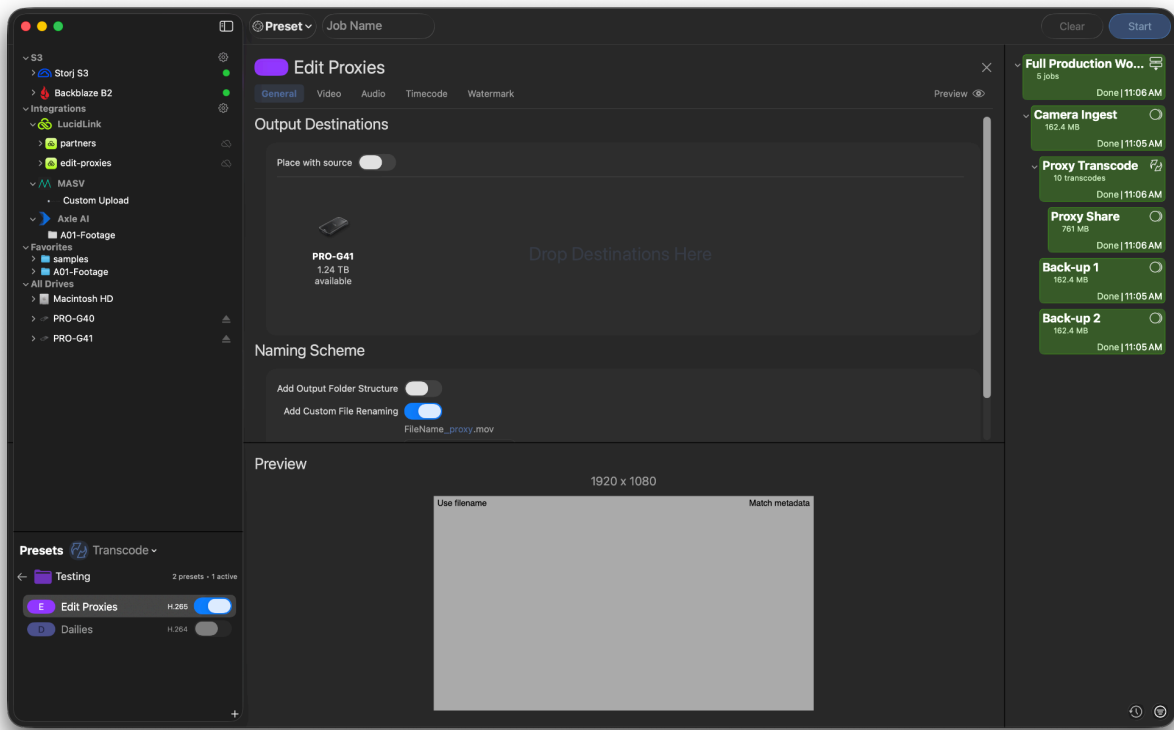 Preset
Job Name
Clear
Start
S3
Storj S3
Backblaze B2
Integrations
LucidLink
partners
edit-proxies
MASV
Custom Upload
Axle AI
A01-Footage
Favorites
samples
A01-Footage
All Drives
Macintosh HD
PRO-G40
PRO-G41
Presets
Transcode
Testing
2 presets • 1 active
E
Edit Proxies
H.265
D
Dailies
H.264
+
Edit Proxies
General
Video
Audio
Timecode
Watermark
Preview
Output Destinations
Place with source
PRO-G41
1.24 TB
available
Drop Destinations Here
Naming Scheme
Add Output Folder Structure
Add Custom File Renaming
FileName_proxy.mov
Preview
1920 x 1080
Use filename
Match metadata
Full Production Wo...
5 jobs
Done | 11:06 AM
Camera Ingest
162.4 MB
Done | 11:05 AM
Proxy Transcode
10 transcodes
Done | 11:06 AM
Proxy Share
761 MB
Done | 11:06 AM
Back-up 1
162.4 MB
Done | 11:05 AM
Back-up 2
162.4 MB
Done | 11:05 AM